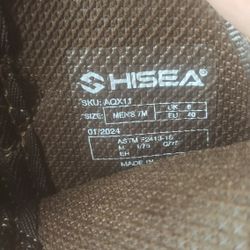 HISEA®
SKU: AQX11
SIZE: MEN'S 7M UK 6
EU 40
01 2024
ASTM F2413-18
M I/75 C/75
EH
MADE IN